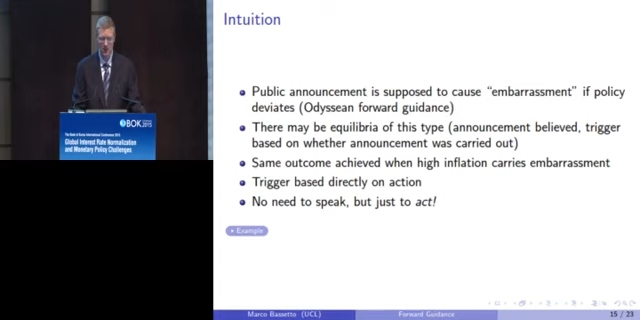 Intuition
Public announcement is supposed to cause "embarrassment" if policy
deviates (Odyssean forward guidance)
There may be equilibria of this type (announcement believed, trigger
based on whether announcement was carried out)
Same outcome achieved when high inflation carries embarrassment
Trigger based directly on action
No need to speak, but just to act!
Example
BOK
The Bank of Korea International Conference 2015
Global Interest Rate Normalization
and Monetary Policy Challenges
Marco Bassetto (UCL) Forward Guidance 15 / 23